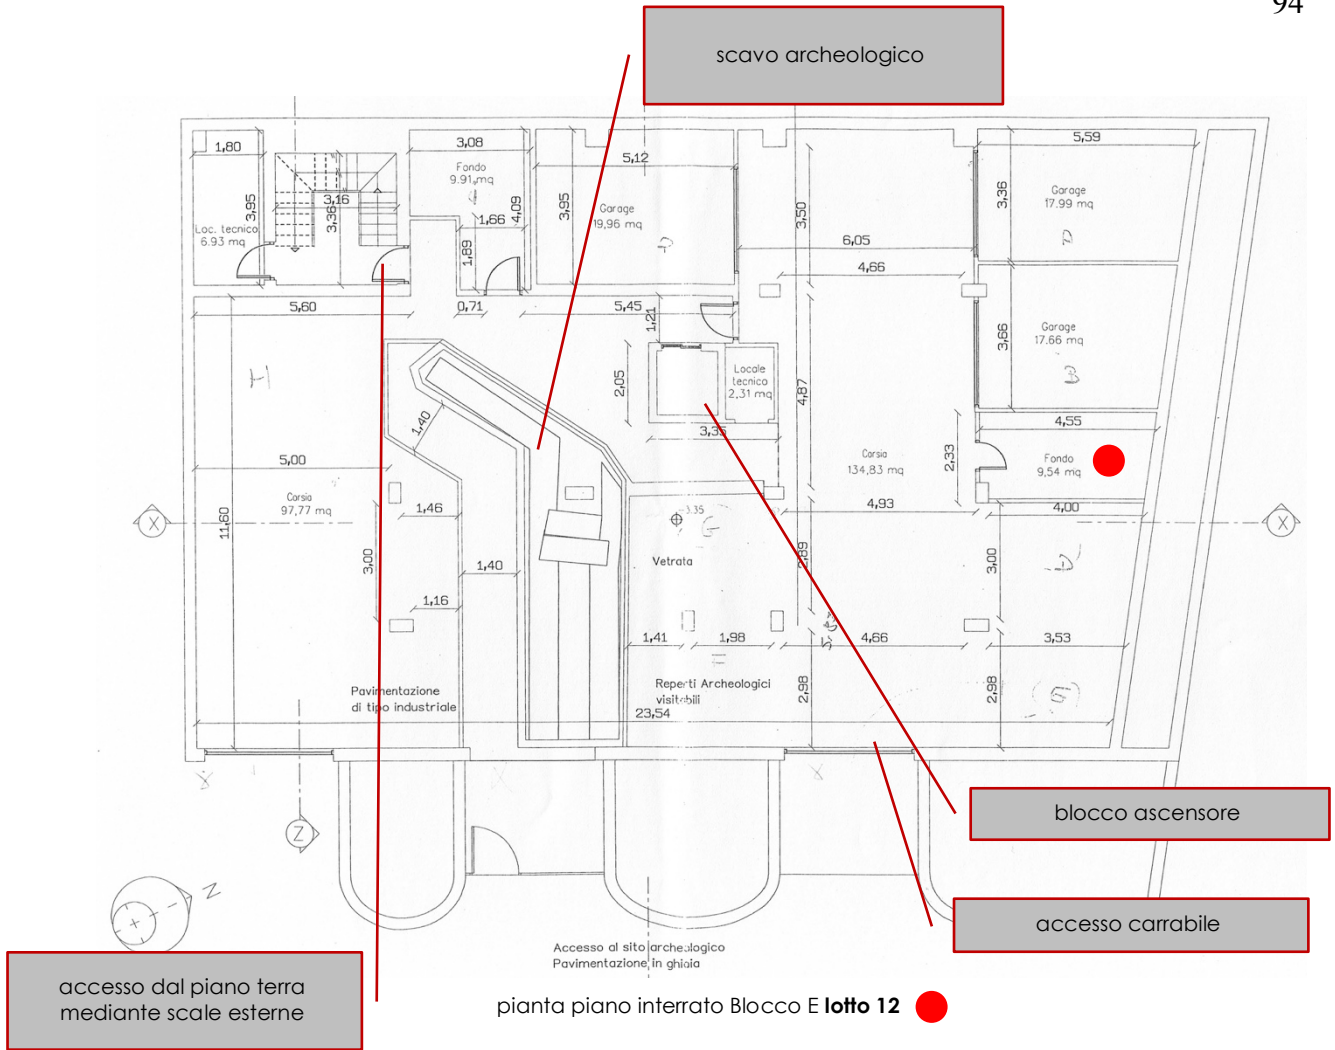 94
scavo archeologico
1,80
3,08
5,12
5,59
Fondo
9.91 mq
3,95
3,36
3,16
4,09
3,95
3,50
3,36
Garage
17.99 mq
Loc. tecnico
6.93 mq
1,66
Garage
19,96 mq
1,89
6,05
4,66
5,60
0,71
5,45
1,21
3,66
Garage
17.66 mq
B
H
2,05
Locale
tecnico
2,31 mq
4,87
1,40
3,35
4,55
5,00
Corsia
134,83 mq
2,33
Fondo
9,54 mq
Corsia
97,77 mq
11,60
1,46
3.35
4,93
4,00
X
X
3,00
Vetrata
2,89
3,00
1,40
1,16
1,41
1,98
4,66
3,53
Pavimentazione
di tipo industriale
Reperti Archeologici
visitabili
2,98
2,98
23,54
Z
N
blocco ascensore
accesso carrabile
Accesso al sito archeologico
Pavimentazione in ghiaia
accesso dal piano terra
mediante scale esterne
pianta piano interrato Blocco E lotto 12